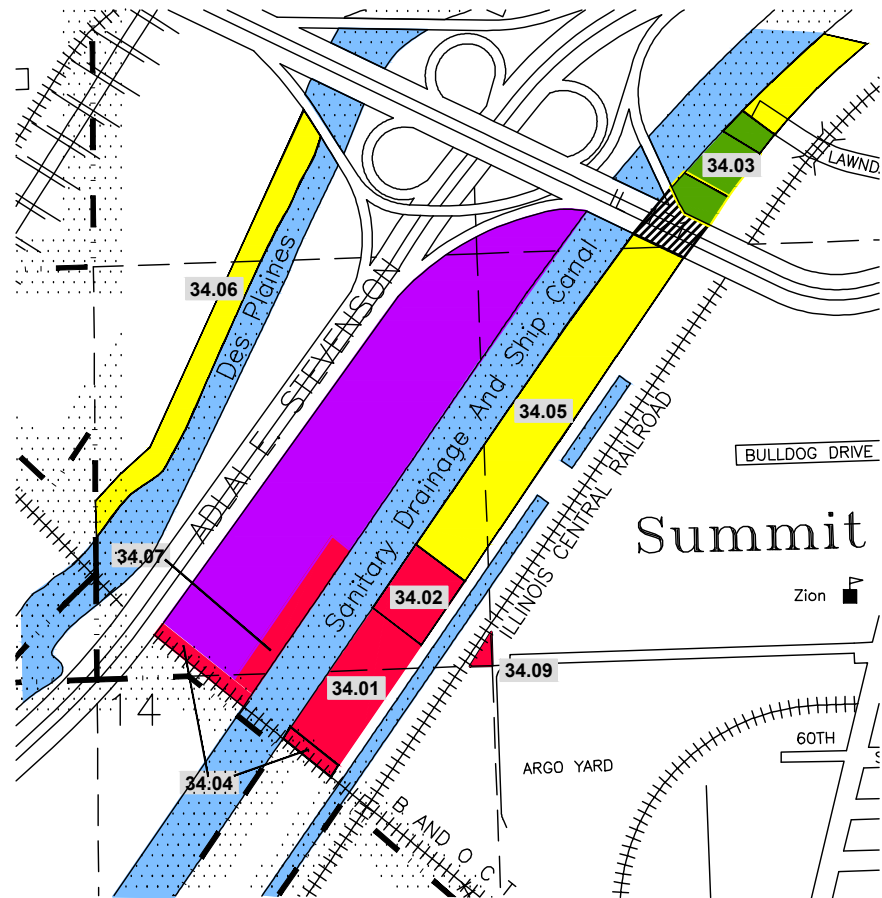 34.03
LAWND
34.06
Des Plaines
ADLAI E. STEVENSON
Sanitary Drainage And Ship Canal
34.05
ILLINOIS CENTRAL RAILROAD
BULLDOG DRIVE
Summit
34.07
34.02
Zion
34.09
34.01
14
60TH
S
ARGO YARD
34.04
B AND O C T